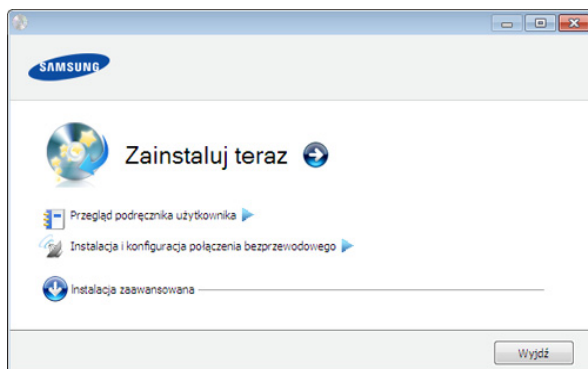 SAMSUNG
Zainstaluj teraz
Przegląd podręcznika użytkownika
Instalacja i konfiguracja połączenia bezprzewodowego
Instalacja zaawansowana
Wyjdź